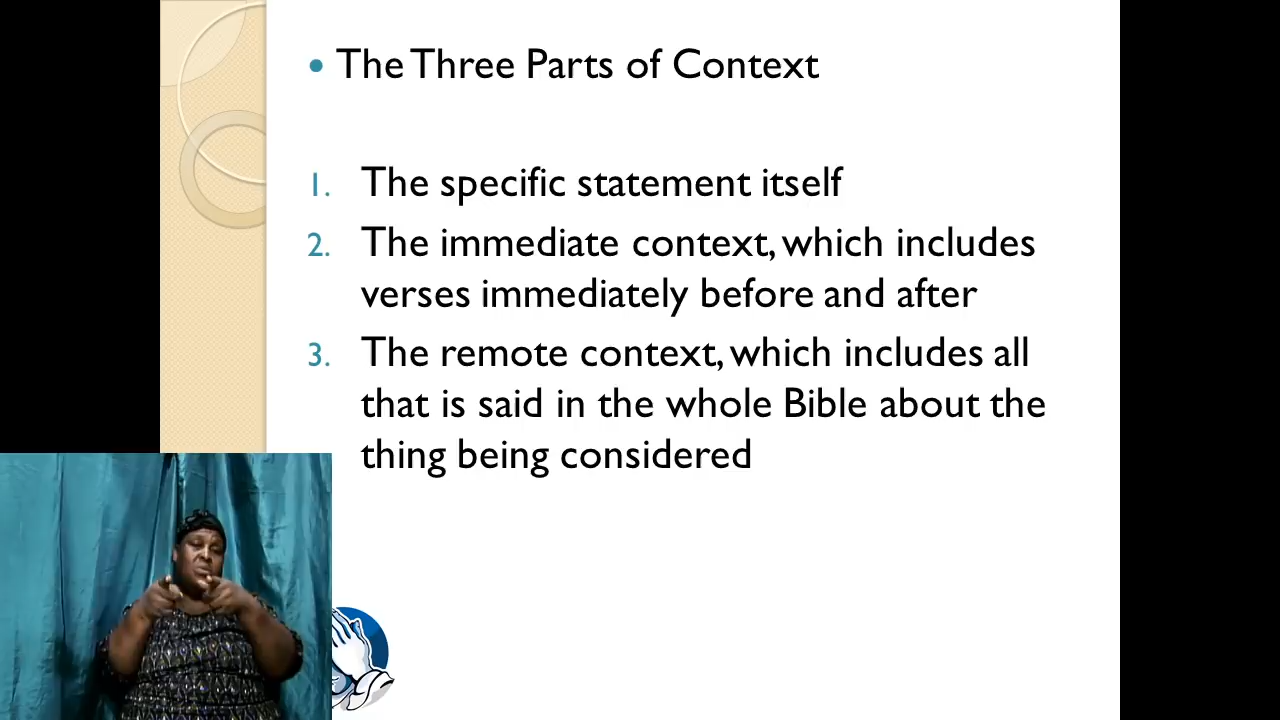 • The Three Parts of Context
1. The specific statement itself
2. The immediate context, which includes
verses immediately before and after
3. The remote context, which includes all
that is said in the whole Bible about the
thing being considered